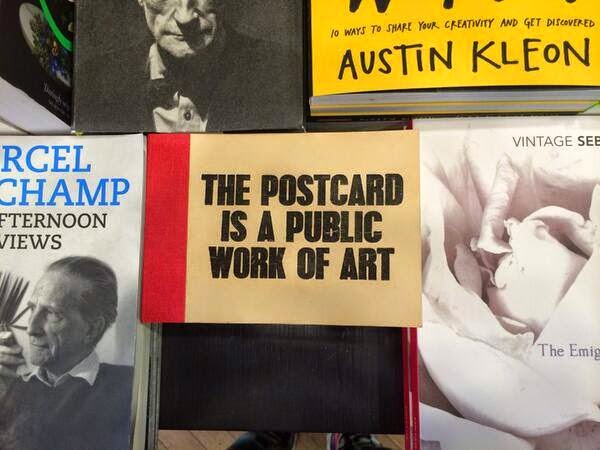 10 WAYS TO SHARE YOUR CREATIVITY AND GET DISCOVERED
AUSTIN KLEON
RCEL
CHAMP
FTERNOON
VIEWS
THE POSTCARD
IS A PUBLIC
WORK OF ART
VINTAGE SEB
The Emig